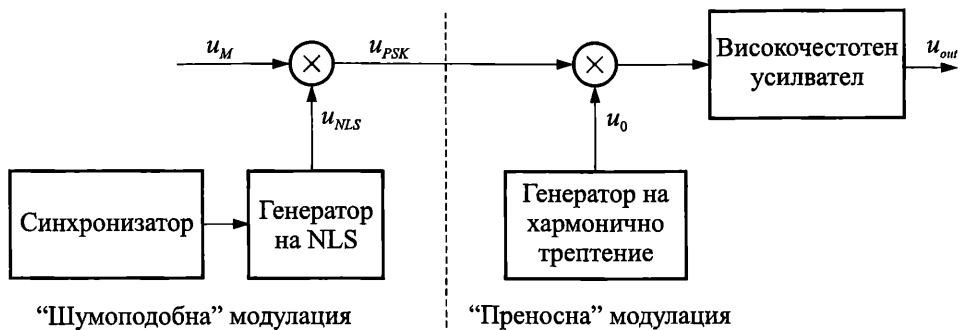 u_M
u_PSK
Високочестотен
усилвател
u_out
×
×
u_NLS
u_0
Синхронизатор
Генератор
на NLS
Генератор на
хармонично
трептение
“Шумоподобна” модулация
“Преносна” модулация